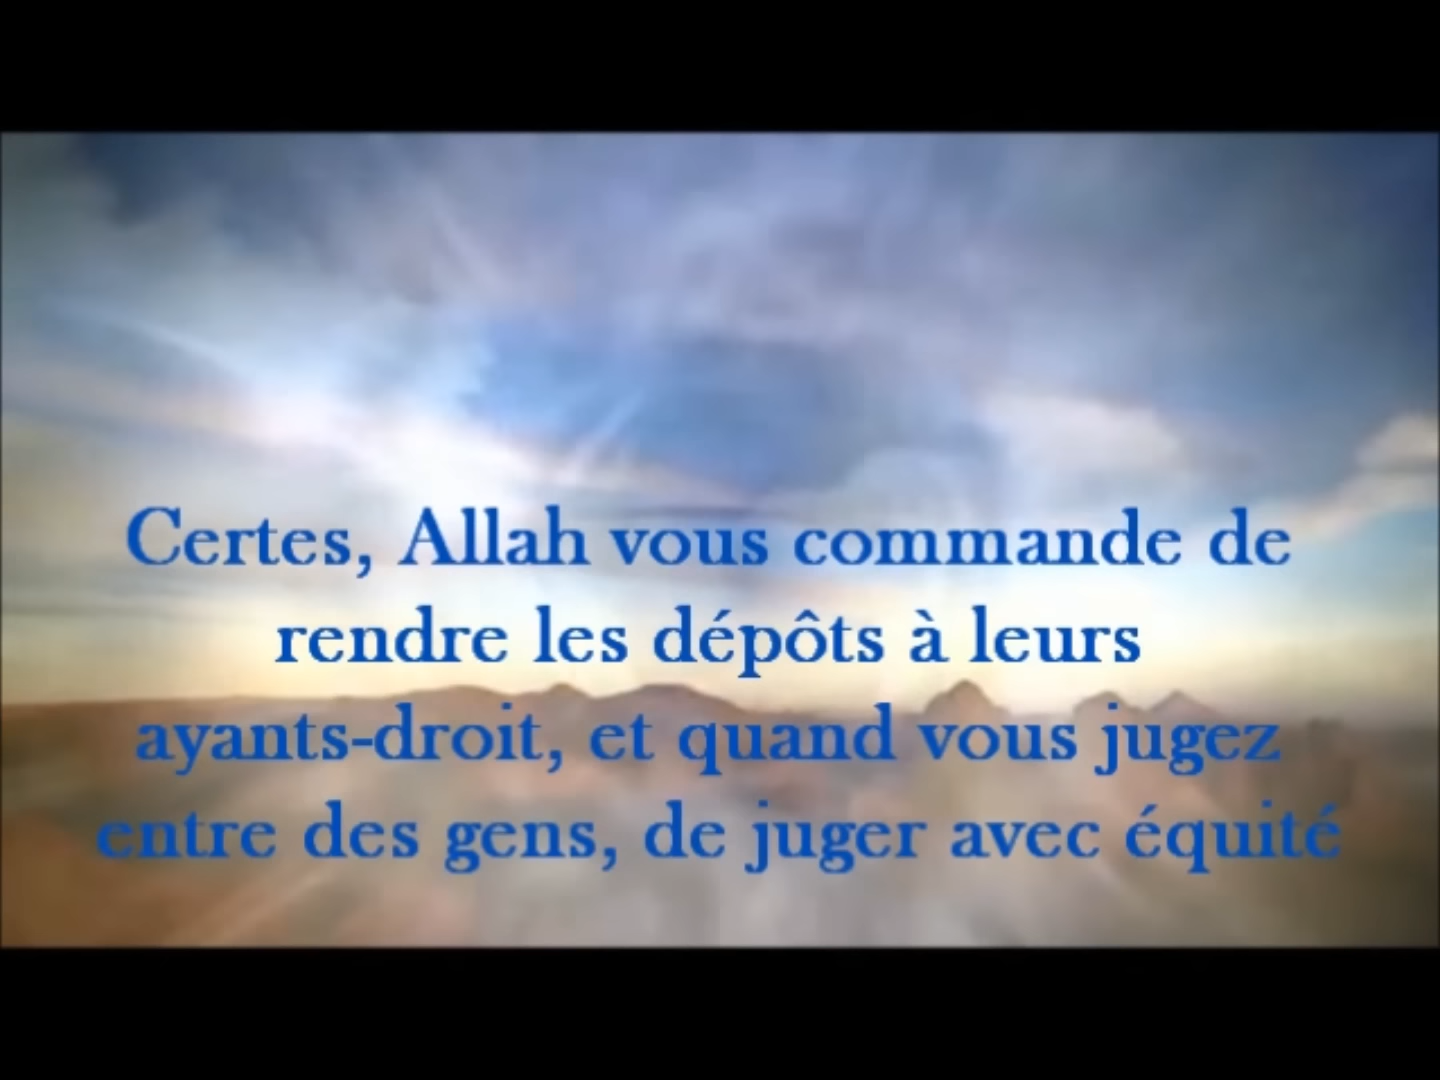 Certes, Allah vous commande de
rendre les dépôts à leurs
ayants-droit, et quand vous jugez
entre des gens, de juger avec équité